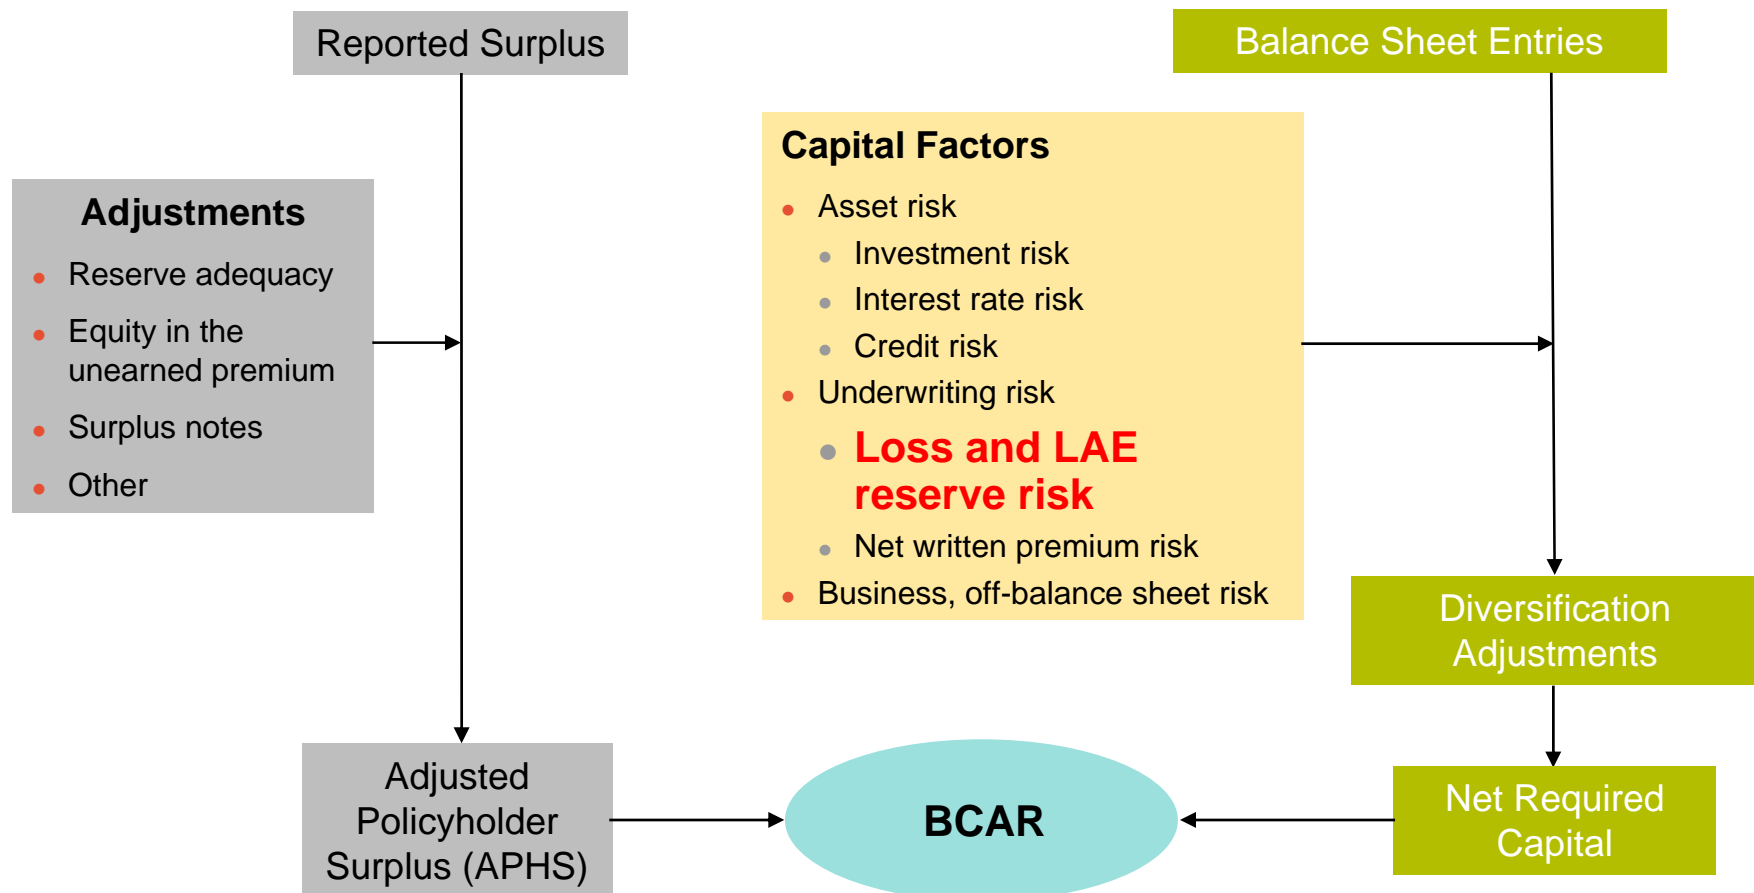 Reported Surplus
Balance Sheet Entries
Adjustments
Reserve adequacy
Equity in the
unearned premium
Surplus notes
Other
Capital Factors
Asset risk
Investment risk
Interest rate risk
Credit risk
Underwriting risk
Loss and LAE
reserve risk
Net written premium risk
Business, off-balance sheet risk
Diversification
Adjustments
Adjusted
Policyholder
Surplus (APHS)
BCAR
Net Required
Capital